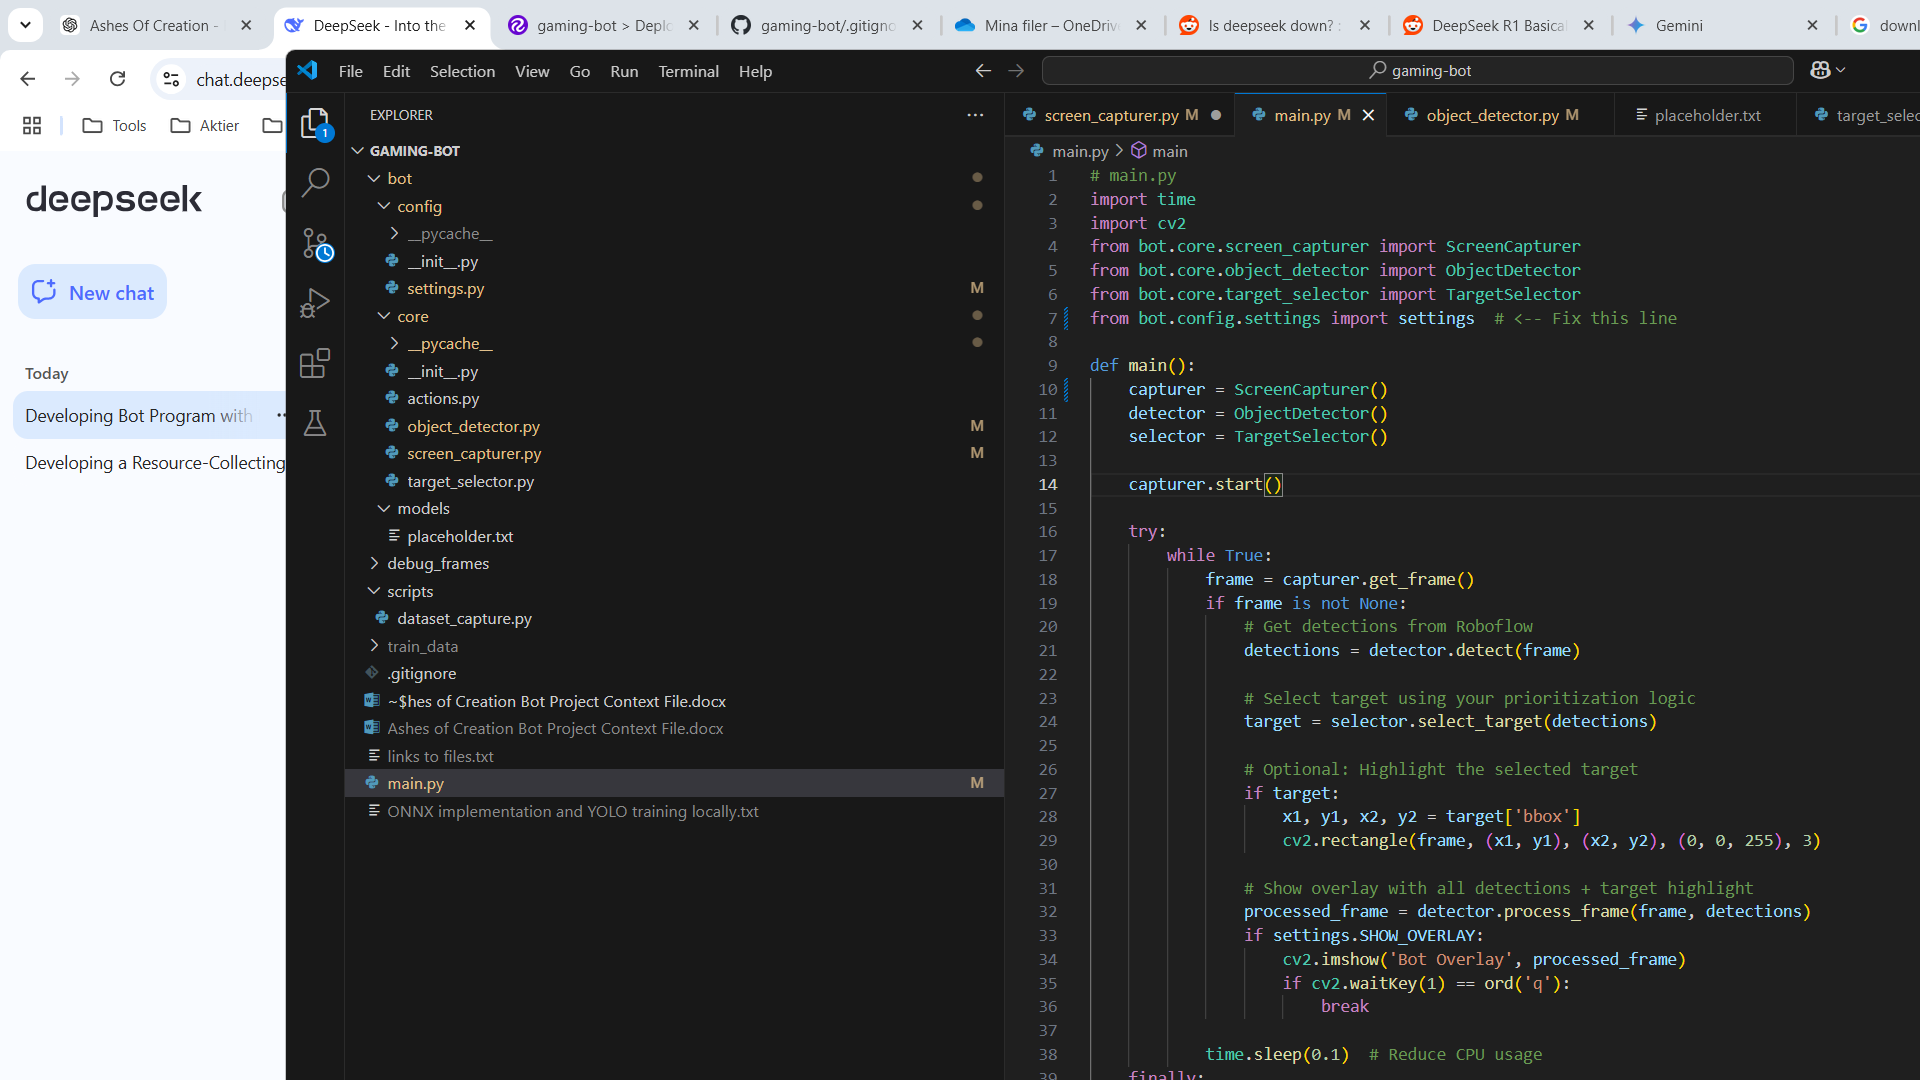 Ashes Of Creation -
DeepSeek - Into the
gaming-bot > Deplo
gaming-bot/.gitigno
Mina filer – OneDrive
Is deepseek down? :
DeepSeek R1 Basical
Gemini
downl
chat.deepse
Tools
Aktier
deepseek
New chat
Today
Developing Bot Program with
Developing a Resource-Collecting
File Edit Selection View Go Run Terminal Help
gaming-bot
1
EXPLORER
GAMING-BOT
bot
config
__pycache__
__init__.py
settings.py M
core
__pycache__
__init__.py
actions.py
object_detector.py M
screen_capturer.py M
target_selector.py
models
placeholder.txt
debug_frames
scripts
dataset_capture.py
train_data
.gitignore
~$hes of Creation Bot Project Context File.docx
Ashes of Creation Bot Project Context File.docx
links to files.txt
main.py M
ONNX implementation and YOLO training locally.txt
screen_capturer.py M
main.py M
object_detector.py M
placeholder.txt
target_selec
main.py > main
1 # main.py
2 import time
3 import cv2
4 from bot.core.screen_capturer import ScreenCapturer
5 from bot.core.object_detector import ObjectDetector
6 from bot.core.target_selector import TargetSelector
7 from bot.config.settings import settings # <-- Fix this line
8
9 def main():
10 capturer = ScreenCapturer()
11 detector = ObjectDetector()
12 selector = TargetSelector()
13
14 capturer.start()
15
16 try:
17 while True:
18 frame = capturer.get_frame()
19 if frame is not None:
20 # Get detections from Roboflow
21 detections = detector.detect(frame)
22
23 # Select target using your prioritization logic
24 target = selector.select_target(detections)
25
26 # Optional: Highlight the selected target
27 if target:
28 x1, y1, x2, y2 = target['bbox']
29 cv2.rectangle(frame, (x1, y1), (x2, y2), (0, 0, 255), 3)
30
31 # Show overlay with all detections + target highlight
32 processed_frame = detector.process_frame(frame, detections)
33 if settings.SHOW_OVERLAY:
34 cv2.imshow('Bot Overlay', processed_frame)
35 if cv2.waitKey(1) == ord('q'):
36 break
37
38 time.sleep(0.1) # Reduce CPU usage
39 finally: